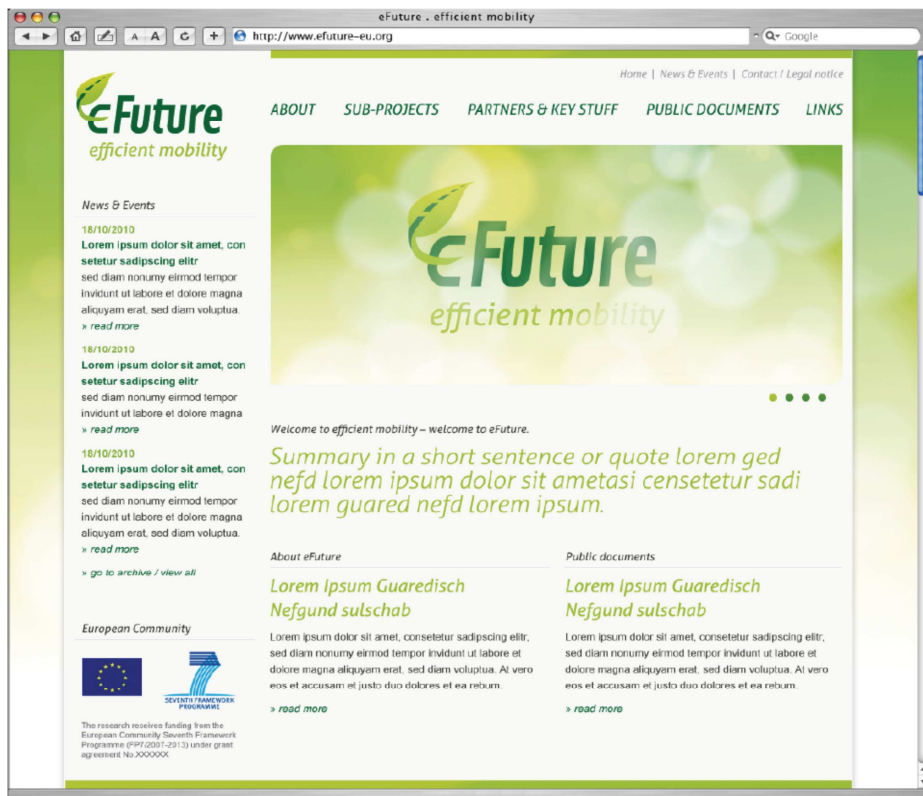 eFuture . efficient mobility
A A
http://www.efuture-eu.org
Google
Home | News & Events | Contact / Legal notice
eFuture
efficient mobility
ABOUT SUB-PROJECTS PARTNERS & KEY STUFF PUBLIC DOCUMENTS LINKS
eFuture
efficient mobility
News & Events
18/10/2010
Lorem ipsum dolor sit amet, con
setetur sadipscing elitr
sed diam nonumy eirmod tempor
invidunt ut labore et dolore magna
aliquyam erat, sed diam voluptua.
» read more
18/10/2010
Lorem ipsum dolor sit amet, con
setetur sadipscing elitr
sed diam nonumy eirmod tempor
invidunt ut labore et dolore magna
» read more
18/10/2010
Lorem ipsum dolor sit amet, con
setetur sadipscing elitr
sed diam nonumy eirmod tempor
invidunt ut labore et dolore magna
aliquyam erat, sed diam voluptua.
» read more
» go to archive / view all
European Community
SEVENTH FRAMEWORK
PROGRAMME
The research receives funding from the
European Community Seventh Framework
Programme (FP7/2007-2013) under grant
agreement No.XXXXXX
Welcome to efficient mobility – welcome to eFuture.
Summary in a short sentence or quote lorem ged
nefd lorem ipsum dolor sit ametasi censetetur sadi
lorem guared nefd lorem ipsum.
About eFuture
Lorem Ipsum Guaredisch
Nefgund sulschab
Lorem ipsum dolor sit amet, consetetur sadipscing elitr,
sed diam nonumy eirmod tempor invidunt ut labore et
dolore magna aliquyam erat, sed diam voluptua. At vero
eos et accusam et justo duo dolores et ea rebum.
» read more
Public documents
Lorem Ipsum Guaredisch
Nefgund sulschab
Lorem ipsum dolor sit amet, consetetur sadipscing elitr,
sed diam nonumy eirmod tempor invidunt ut labore et
dolore magna aliquyam erat, sed diam voluptua. At vero
eos et accusam et justo duo dolores et ea rebum.
» read more